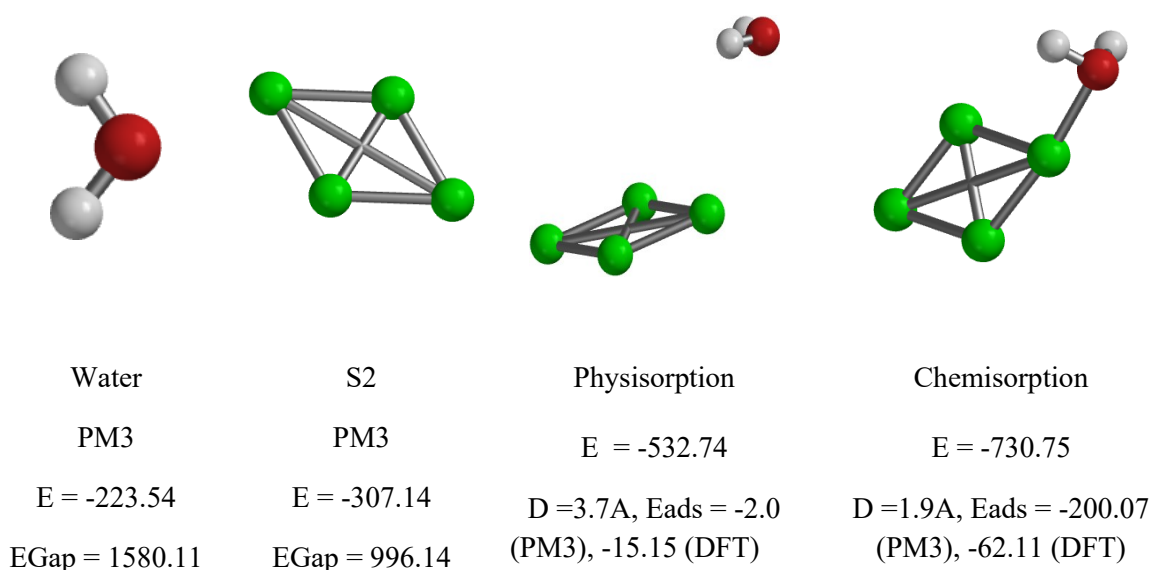 Water
PM3
E = -223.54
EGap = 1580.11
S2
PM3
E = -307.14
EGap = 996.14
Physisorption
E  = -532.74
D =3.7A, Eads = -2.0
(PM3), -15.15 (DFT)
Chemisorption
E = -730.75
D =1.9A, Eads = -200.07
(PM3), -62.11 (DFT)